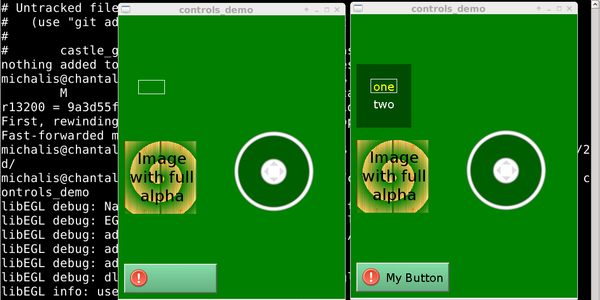 # Untracked file
controls_demo
controls_demo
#   (use "git ad
#
#       castle_g
nothing added to
michalis@chantal
M
r13200 = 9a3d55f
First, rewinding
Fast-forwarded m
michalis@chantal
/2
d/
michalis@chantal
c
ontrols_demo
libEGL debug: Na
libEGL debug: EG
libEGL debug: ad
libEGL debug: ad
libEGL debug: ad
libEGL debug: dl
libEGL info: use
Image
with full
alpha
one
two
Image
with full
alpha
My Button